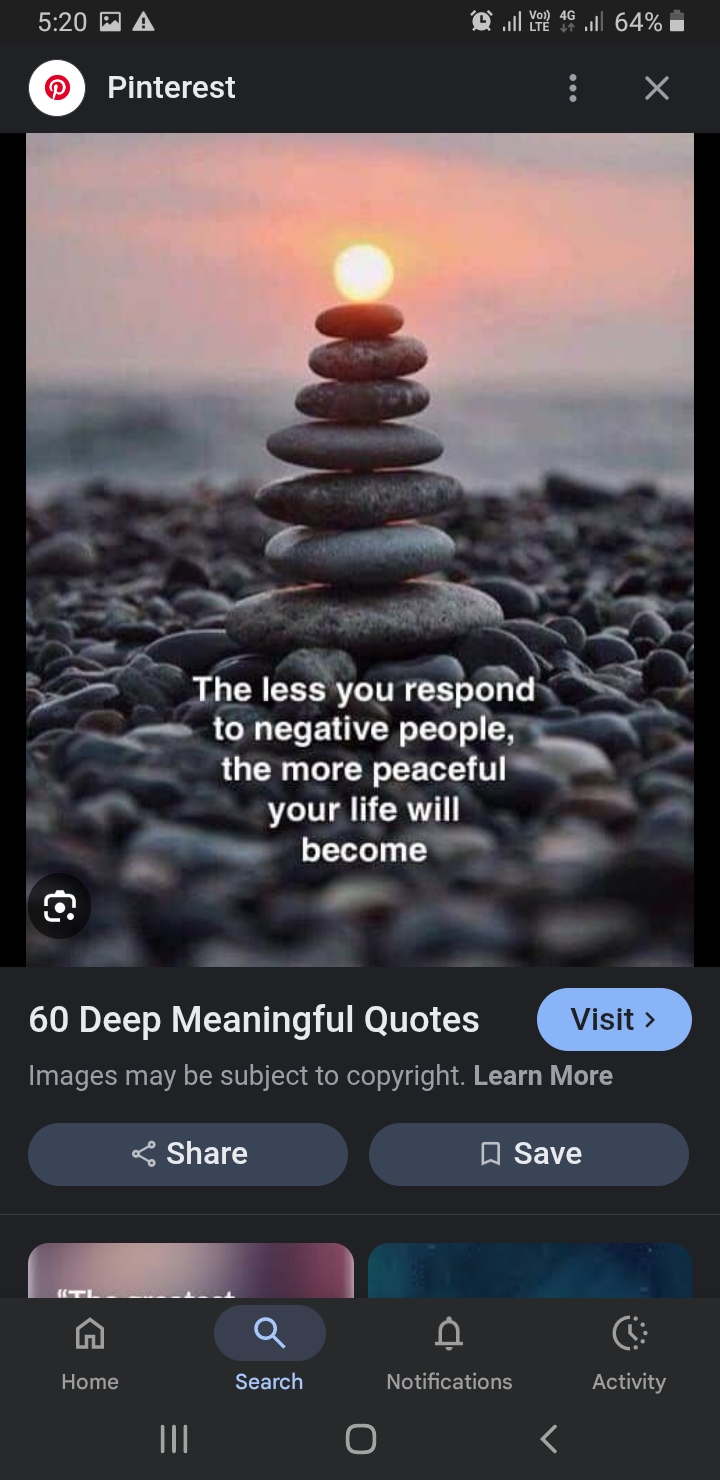 5:20 Vo)) LTE 4G 64%
Pinterest
The less you respond
to negative people,
the more peaceful
your life will
become
60 Deep Meaningful Quotes
Visit
Images may be subject to copyright. Learn More
Share Save
“The greatest
Home Search Notifications Activity